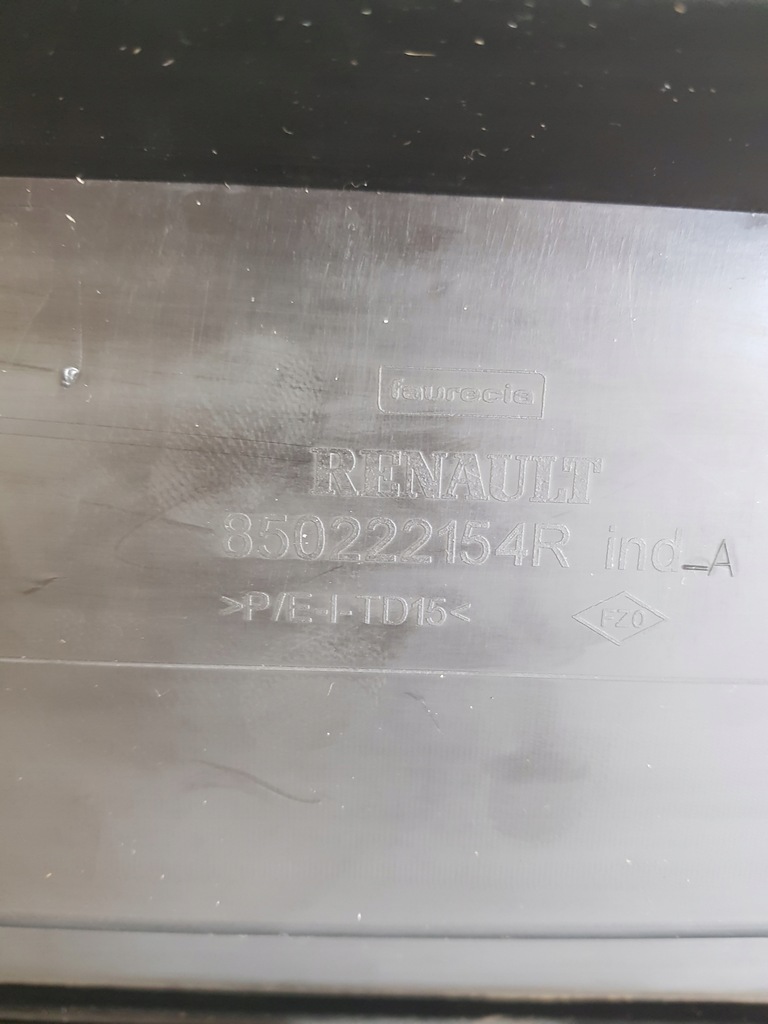 faurecia
RENAULT
850222154R ind_A
>P/E-I-TD15< FZ0